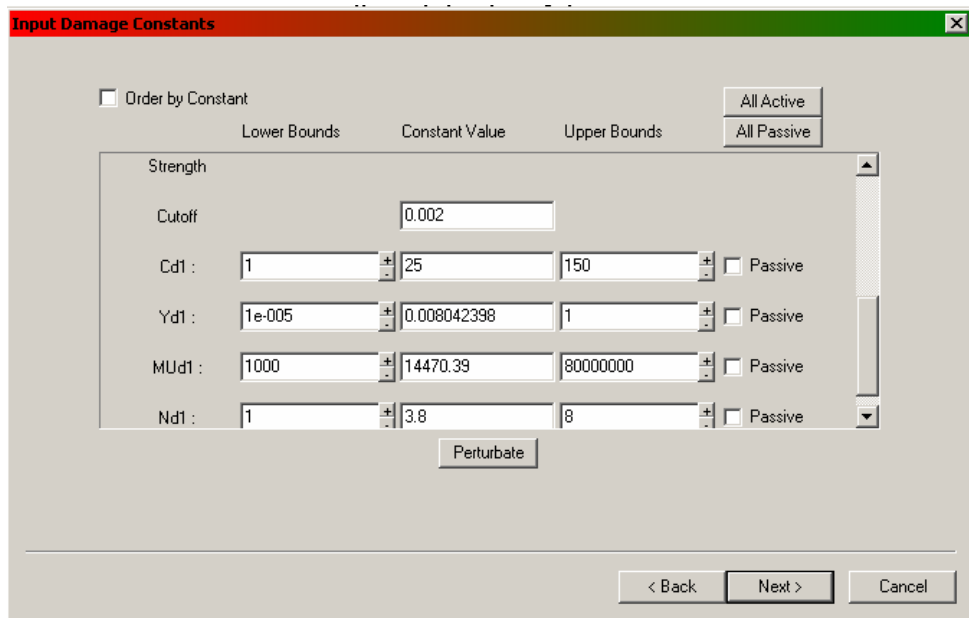 Input Damage Constants
Order by Constant
All Active
Lower Bounds Constant Value Upper Bounds All Passive
Strength
Cutoff 0.002
Cd1 : 1 + - 25 150 + - Passive
Yd1 : 1e-005 + - 0.008042398 1 + - Passive
MUd1 : 1000 + - 14470.39 80000000 + - Passive
Nd1 : 1 + - 3.8 8 + - Passive
Perturbate
< Back Next > Cancel